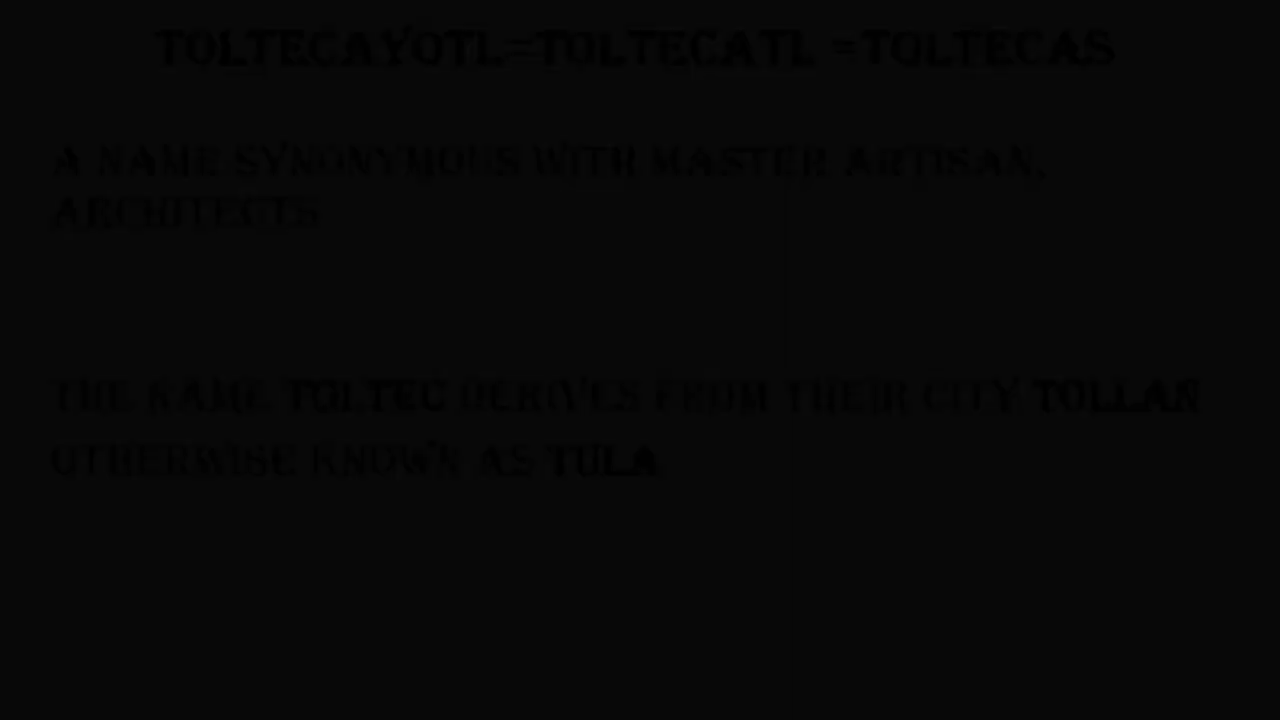 TOLTECAYOTL=TOLTECATL =TOLTECAS
A NAME SYNONYMOUS WITH MASTER ARTISAN,
ARCHITECTS
THE NAME TOLTEC DERIVES FROM THEIR CITY TOLLAN
OTHERWISE KNOWN AS TULA